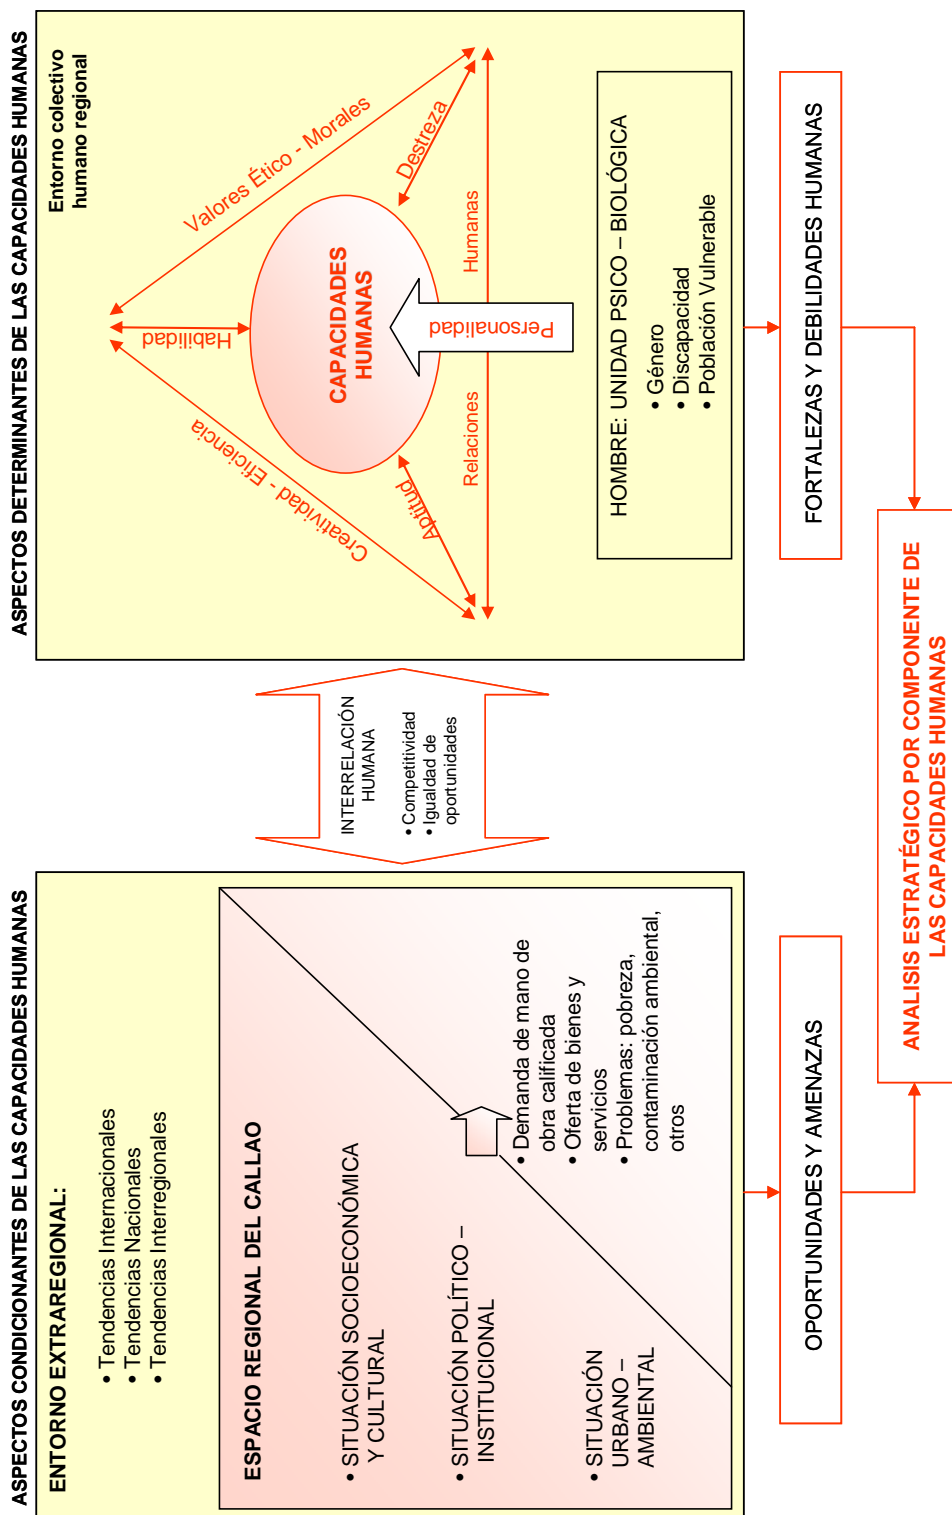 ASPECTOS CONDICIONANTES DE LAS CAPACIDADES HUMANAS
ENTORNO EXTRAREGIONAL:
• Tendencias Internacionales
• Tendencias Nacionales
• Tendencias Interregionales
ESPACIO REGIONAL DEL CALLAO
• SITUACIÓN SOCIOECONÓMICA
Y CULTURAL
• SITUACIÓN POLÍTICO –
INSTITUCIONAL
• SITUACIÓN
URBANO –
AMBIENTAL
• Demanda de mano de
obra calificada
• Oferta de bienes y
servicios
• Problemas: pobreza,
contaminación ambiental,
otros
OPORTUNIDADES Y AMENAZAS
INTERRELACIÓN
HUMANA
• Competitividad
• Igualdad de
oportunidades
ASPECTOS DETERMINANTES DE LAS CAPACIDADES HUMANAS
Entorno colectivo
humano regional
Creatividad - Eficiencia
Valores Ético - Morales
Habilidad
CAPACIDADES
HUMANAS
Aptitud
Destreza
Relaciones
Humanas
Personalidad
HOMBRE: UNIDAD PSICO – BIOLÓGICA
• Género
• Discapacidad
• Población Vulnerable
FORTALEZAS Y DEBILIDADES HUMANAS
ANALISIS ESTRATÉGICO POR COMPONENTE DE
LAS CAPACIDADES HUMANAS